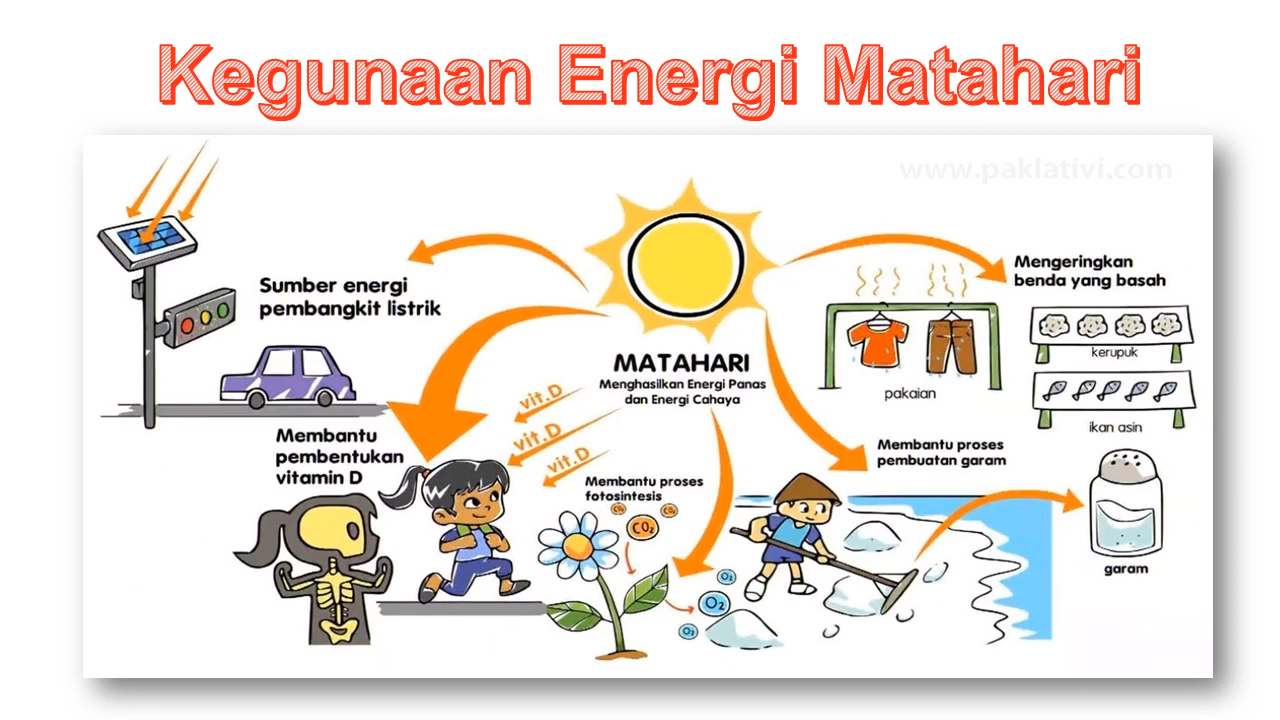 Kegunaan Energi Matahari
www.paklativi.com
Sumber energi
pembangkit listrik
MATAHARI
Menghasilkan Energi Panas
dan Energi Cahaya
Mengeringkan
benda yang basah
kerupuk
pakaian
ikan asin
vit.D
vit.D
vit.D
Membantu
pembentukan
vitamin D
Membantu proses
fotosintesis
CO₂
CO₂
CO₂
O₂
O₂
O₂
Membantu proses
pembuatan garam
garam